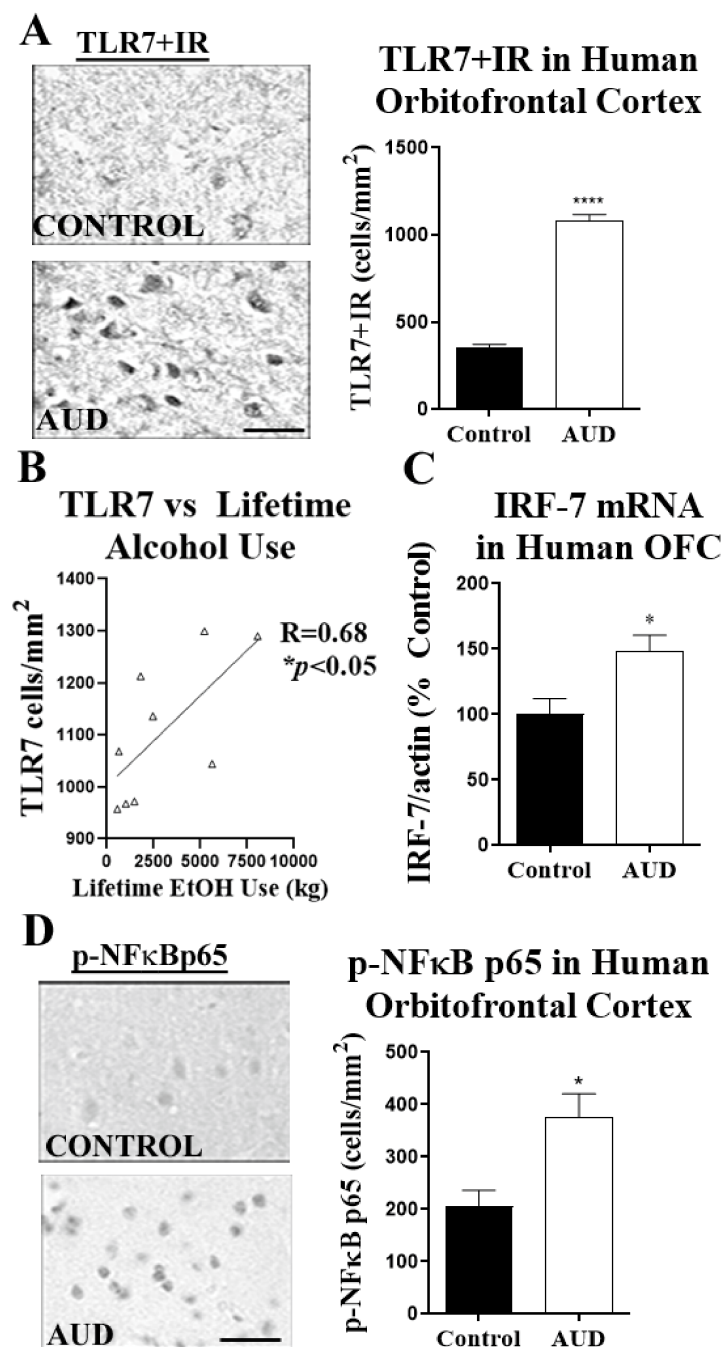 A
TLR7+IR
CONTROL
AUD
TLR7+IR in Human
Orbitofrontal Cortex
TLR7+IR (cells/mm²)
1500
1000
500
0
****
Control
AUD
B
TLR7 vs Lifetime
Alcohol Use
TLR7 cells/mm²
1400
1300
1200
1100
1000
900
R=0.68
*p<0.05
0
2500
5000
7500
10000
Lifetime EtOH Use (kg)
C
IRF-7 mRNA
in Human OFC
IRF-7/actin (% Control)
200
150
100
50
0
*
Control
AUD
D
p-NFκBp65
CONTROL
AUD
p-NFκB p65 in Human
Orbitofrontal Cortex
p-NFκB p65 (cells/mm²)
500
400
300
200
100
0
*
Control
AUD